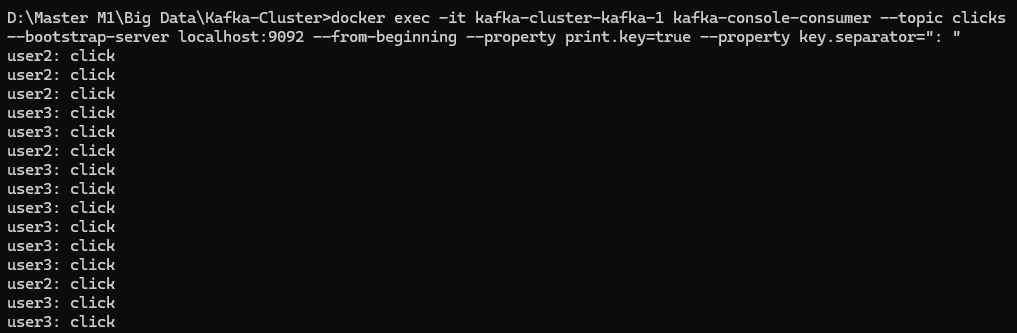 D:\Master M1\Big Data\Kafka-Cluster>docker exec -it kafka-cluster-kafka-1 kafka-console-consumer --topic clicks
--bootstrap-server localhost:9092 --from-beginning --property print.key=true --property key.separator=": "
user2: click
user2: click
user2: click
user3: click
user3: click
user2: click
user3: click
user3: click
user3: click
user3: click
user3: click
user3: click
user2: click
user3: click
user3: click